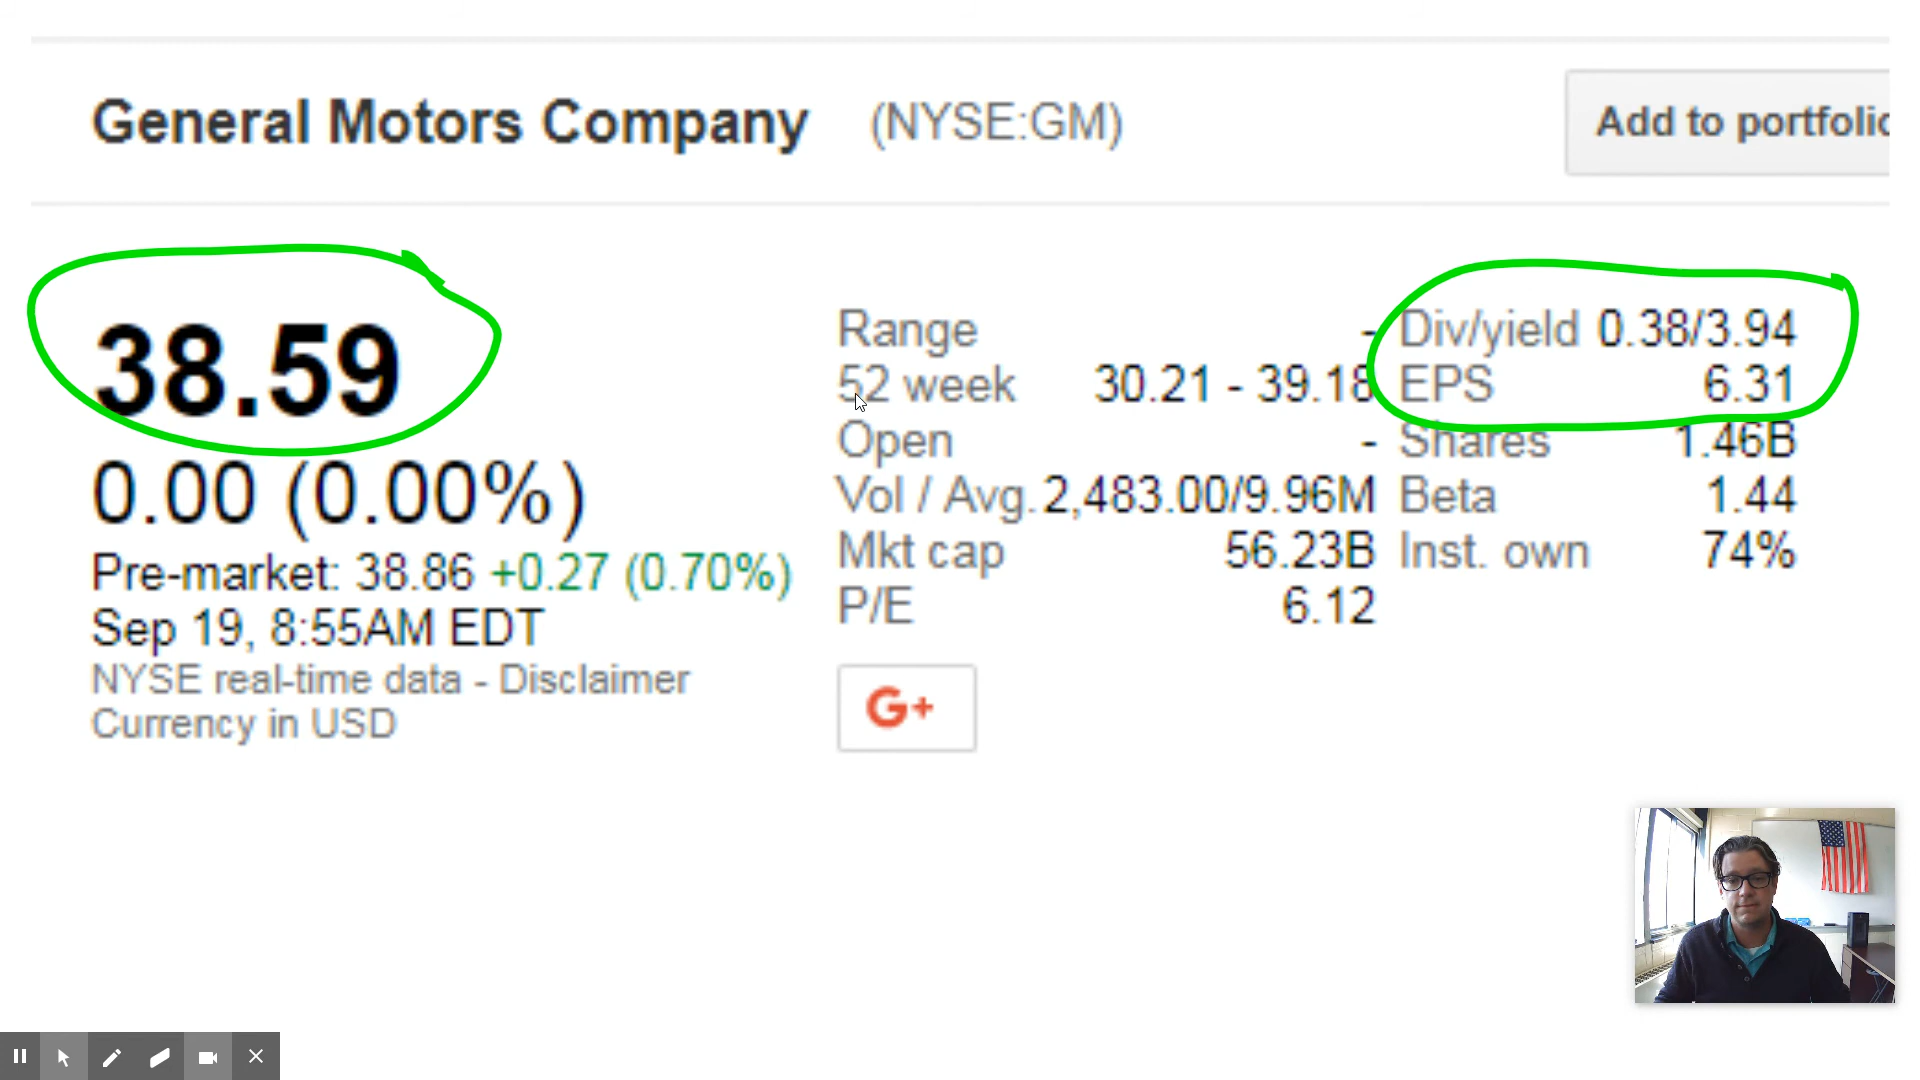 General Motors Company (NYSE:GM)
Add to portfolio
38.59
0.00 (0.00%)
Pre-market: 38.86 +0.27 (0.70%)
Sep 19, 8:55AM EDT
NYSE real-time data - Disclaimer
Currency in USD
Range -
52 week 30.21 - 39.18
Open -
Vol / Avg. 2,483.00/9.96M
Mkt cap 56.23B
P/E 6.12
Div/yield 0.38/3.94
EPS 6.31
Shares 1.46B
Beta 1.44
Inst. own 74%
G+